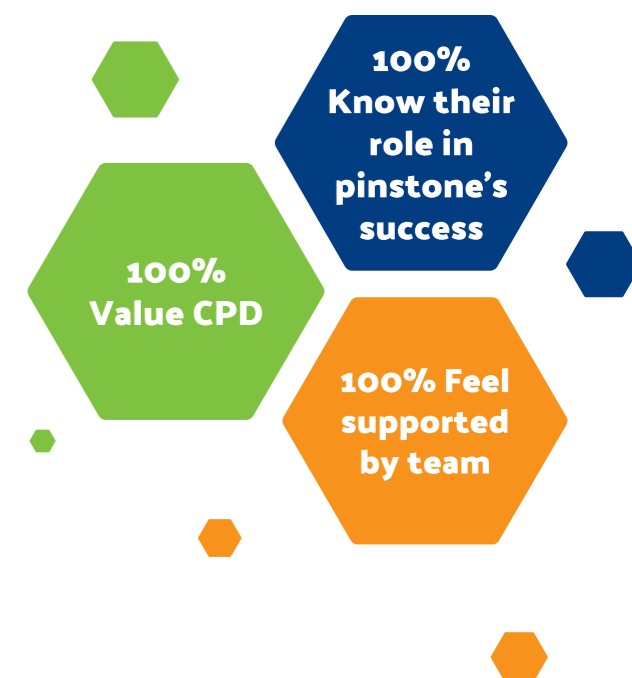 100%
Know their
role in
pinstone's
success
100%
Value CPD
100% Feel
supported
by team